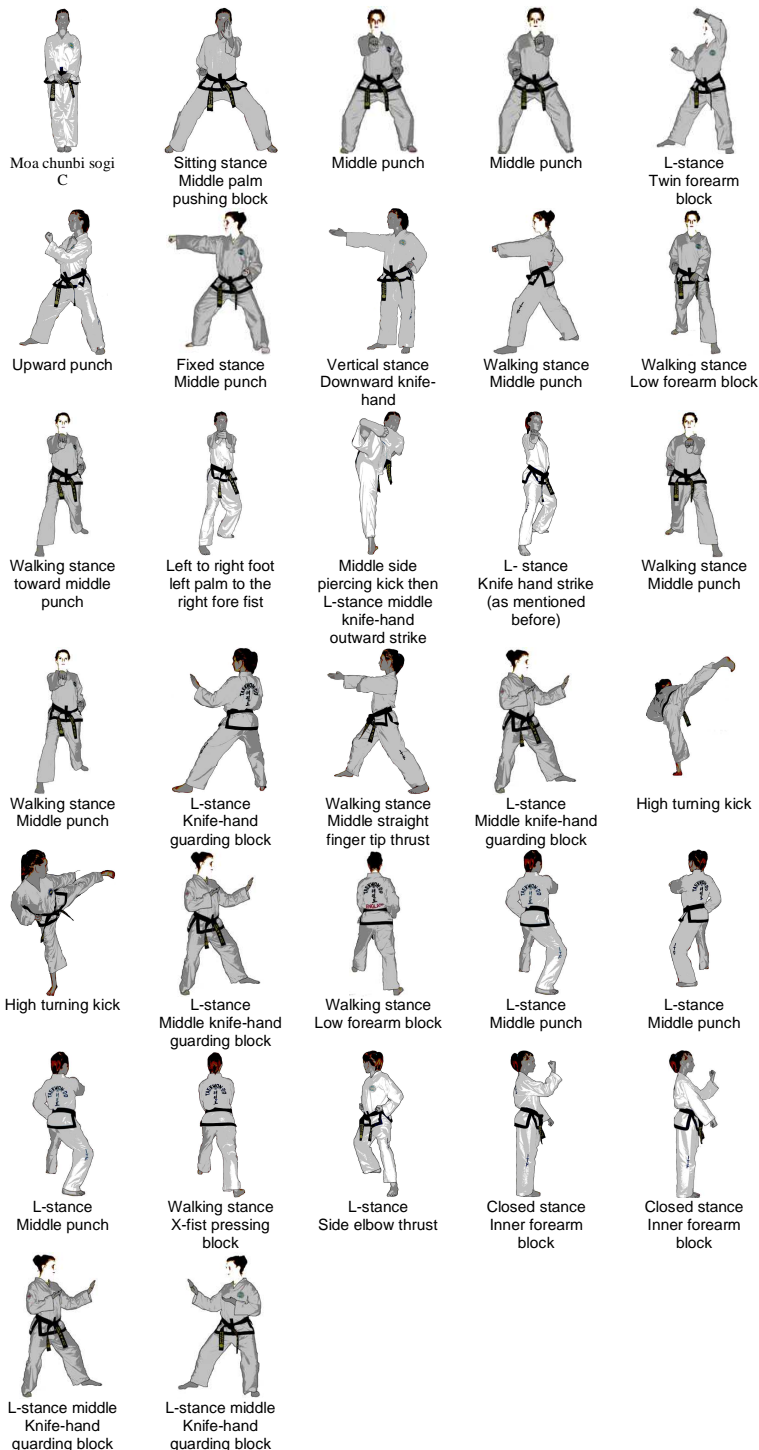 Moa chunbi sogi
C
Sitting stance
Middle palm
pushing block
Middle punch
Middle punch
L-stance
Twin forearm
block
Upward punch
Fixed stance
Middle punch
Vertical stance
Downward knife-
hand
Walking stance
Middle punch
Walking stance
Low forearm block
Walking stance
toward middle
punch
Left to right foot
left palm to the
right fore fist
Middle side
piercing kick then
L-stance middle
knife-hand
outward strike
L- stance
Knife hand strike
(as mentioned
before)
Walking stance
Middle punch
Walking stance
Middle punch
L-stance
Knife-hand
guarding block
Walking stance
Middle straight
finger tip thrust
L-stance
Middle knife-hand
guarding block
High turning kick
High turning kick
L-stance
Middle knife-hand
guarding block
Walking stance
Low forearm block
L-stance
Middle punch
L-stance
Middle punch
L-stance
Middle punch
Walking stance
X-fist pressing
block
L-stance
Side elbow thrust
Closed stance
Inner forearm
block
Closed stance
Inner forearm
block
L-stance middle
Knife-hand
guarding block
L-stance middle
Knife-hand
guarding block